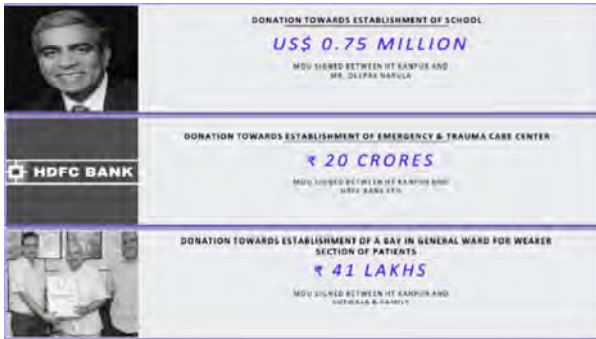 DONATION TOWARDS ESTABLISHMENT OF SCHOOL
US$ 0.75 MILLION
MOU SIGNED BETWEEN IIT KANPUR AND
MR. DEEPAK NARULA
DONATION TOWARDS ESTABLISHMENT OF EMERGENCY & TRAUMA CARE CENTER
HDFC BANK
₹ 20 CRORES
MOU SIGNED BETWEEN IIT KANPUR AND
HDFC BANK LTD.
DONATION TOWARDS ESTABLISHMENT OF A BAY IN GENERAL WARD FOR WEAKER
SECTION OF PATIENTS
₹ 41 LAKHS
MOU SIGNED BETWEEN IIT KANPUR AND
& FAMILY